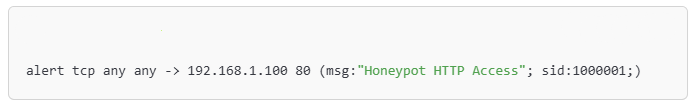 alert tcp any any -> 192.168.1.100 80 (msg:"Honeypot HTTP Access"; sid:1000001;)